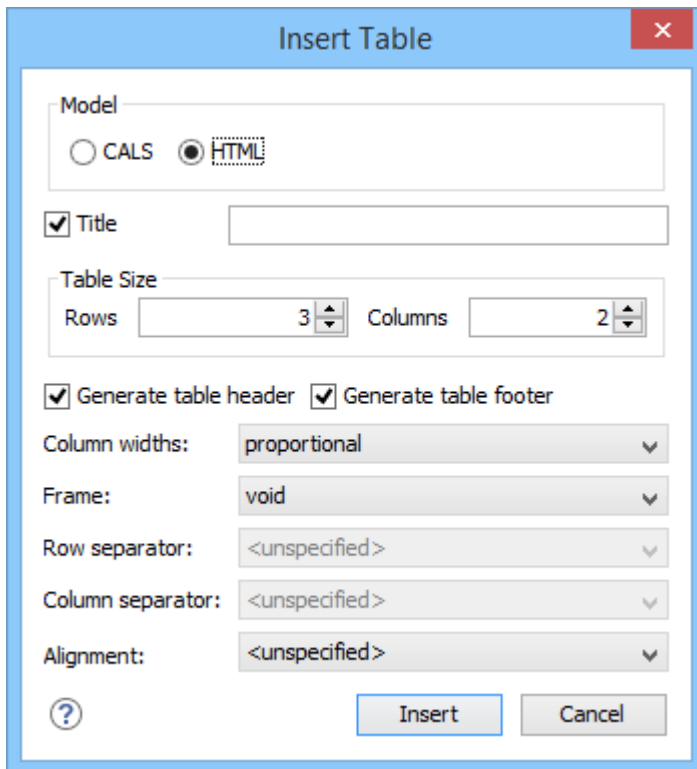 Insert Table
Model
CALS HTML
Title
Table Size
Rows 3 Columns 2
Generate table header Generate table footer
Column widths: proportional
Frame: void
Row separator: <unspecified>
Column separator: <unspecified>
Alignment: <unspecified>
? Insert Cancel